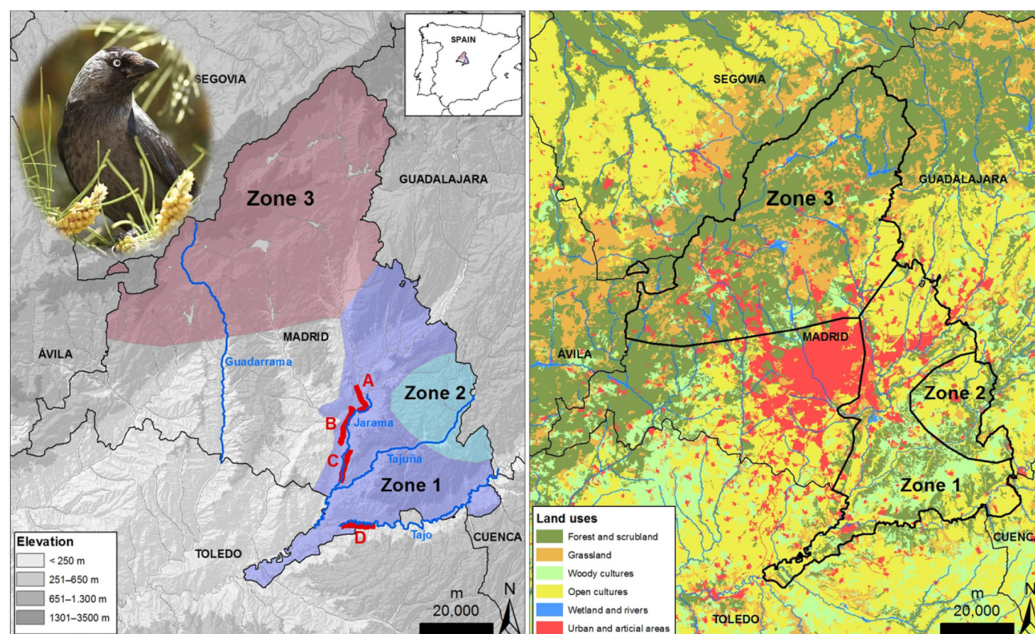 SPAIN
SEGOVIA
GUADALAJARA
Zone 3
MADRID
ÁVILA
Guadarrama
A
Zone 2
B
Jarama
C
Tajuña
Zone 1
D
Tajo
TOLEDO
CUENCA
Elevation
< 250 m
251–650 m
651–1.300 m
1301–3500 m
m
20,000
N
SEGOVIA
GUADALAJARA
Zone 3
MADRID
ÁVILA
Zone 2
Zone 1
CUENCA
TOLEDO
Land uses
Forest and scrubland
Grassland
Woody cultures
Open cultures
Wetland and rivers
Urban and articial areas
m
20,000
N